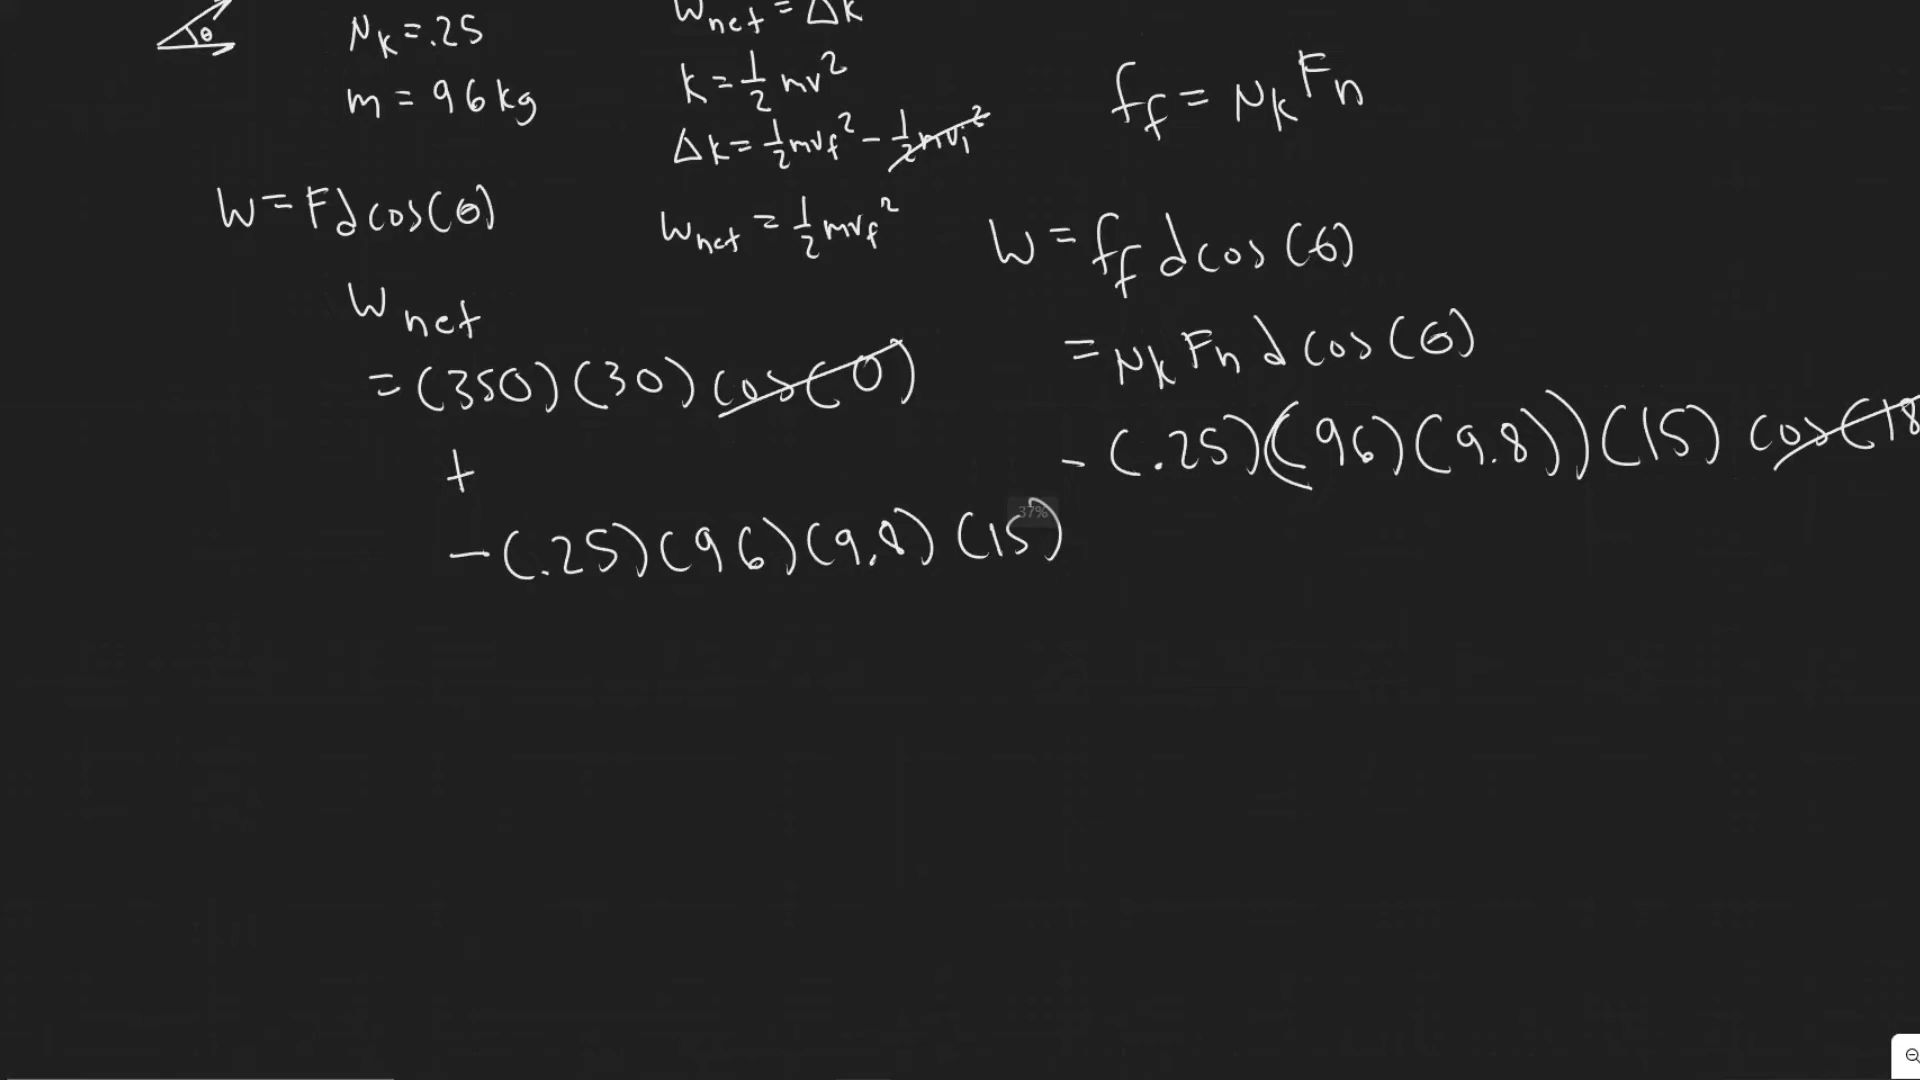 θ
μk = .25
m = 96 kg
W = Fd cos(θ)
Wnet
= (350)(30) cos(0)
+
-(.25)(96)(9.8)(15)
Wnet = Δk
k = 1/2 mv²
Δk = 1/2 mvf² - 1/2 mvi²
Wnet = 1/2 mvf²
ff = μk Fn
W = ff d cos(θ)
= μk Fn d cos(θ)
-(.25)((96)(9.8))(15) cos(18
37%